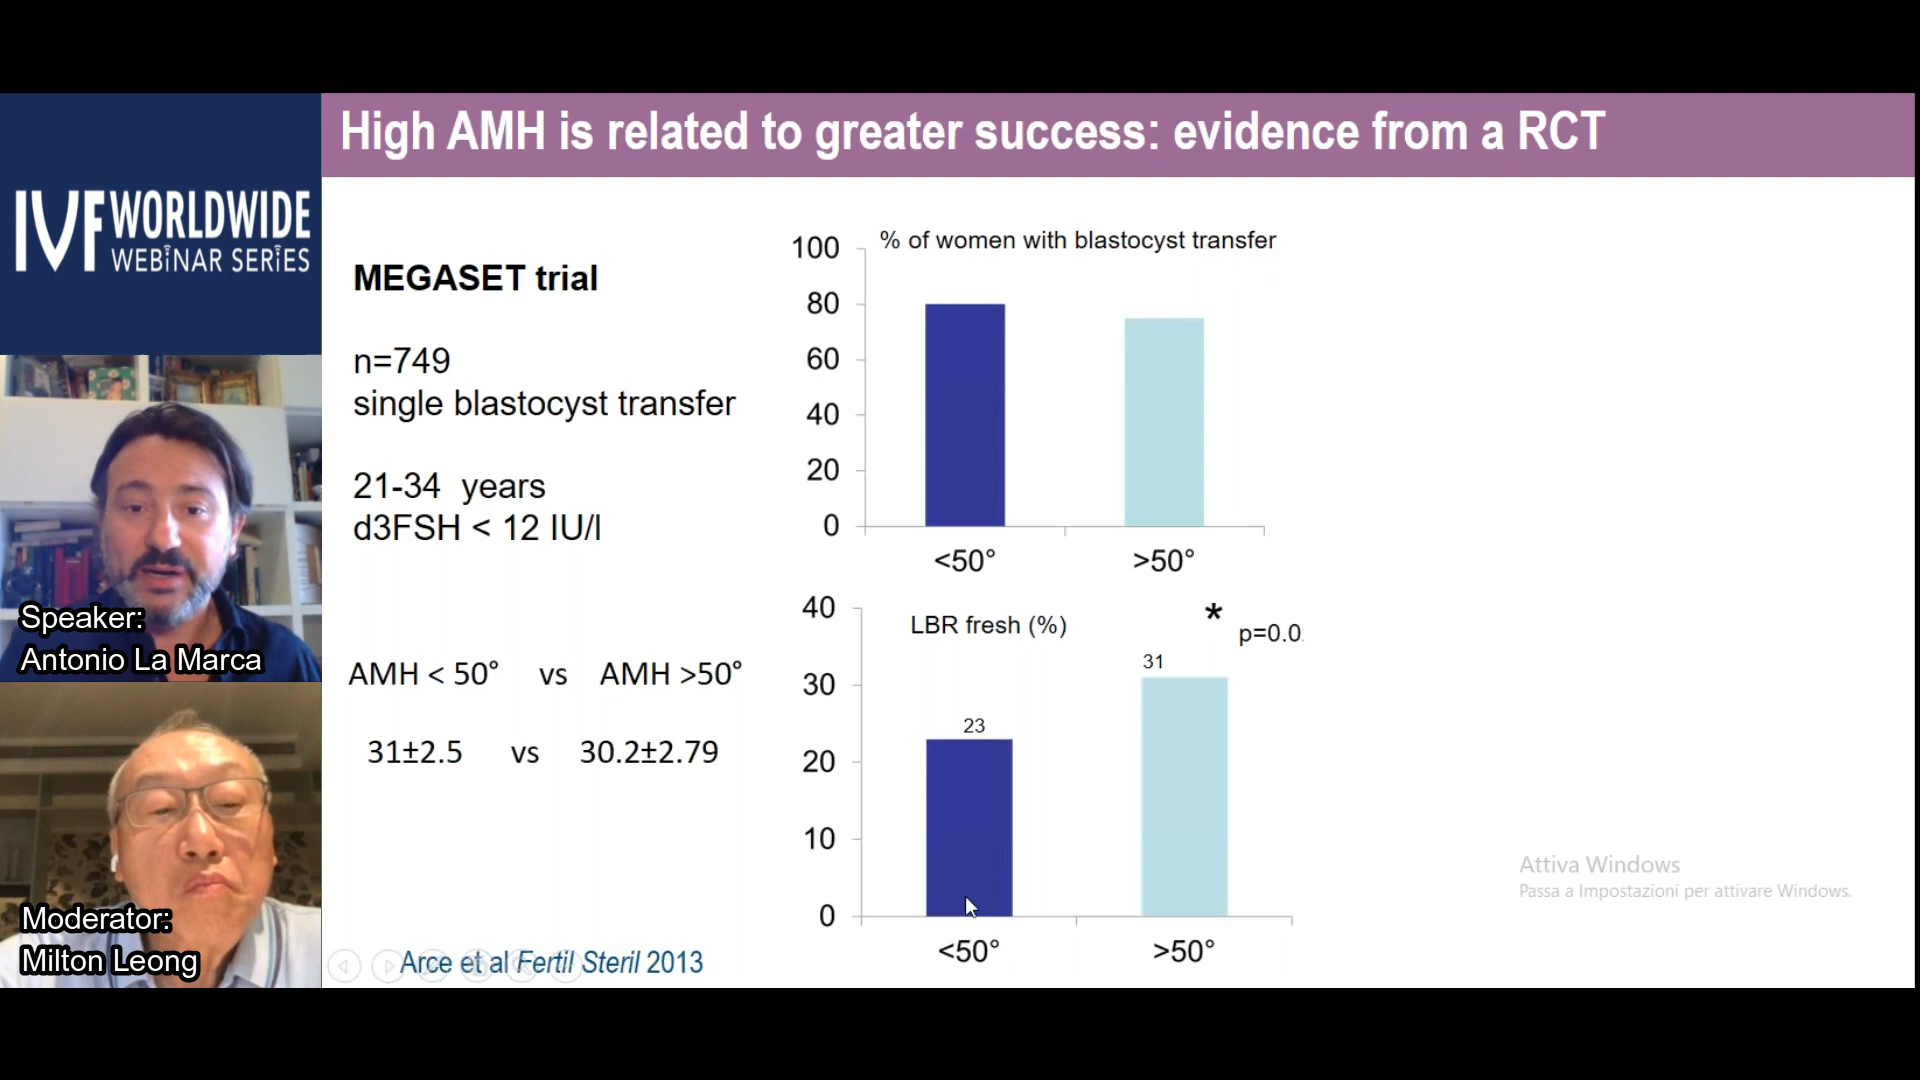 High AMH is related to greater success: evidence from a RCT
IVF WORLDWIDE
WEBINAR SERIES
MEGASET trial
n=749
single blastocyst transfer
21-34 years
d3FSH < 12 IU/l
AMH < 50° vs AMH >50°
31±2.5 vs 30.2±2.79
Arce et al Fertil Steril 2013
% of women with blastocyst transfer
100
80
60
40
20
0
<50° >50°
LBR fresh (%)
*
p=0.0
40
30
20
10
0
23
31
<50° >50°
Speaker:
Antonio La Marca
Moderator:
Milton Leong
Attiva Windows
Passa a Impostazioni per attivare Windows.